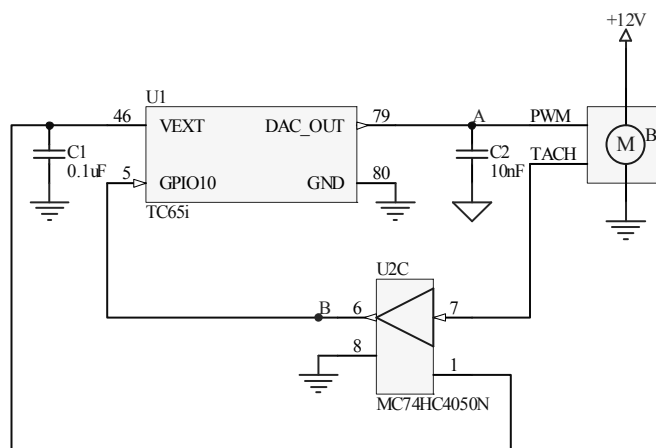 +12V
U1
46
VEXT
DAC_OUT
79
A
PWM
C1
0.1uF
C2
10nF
M
B
TACH
5
GPIO10
GND
80
TC65i
U2C
B
6
7
8
1
MC74HC4050N